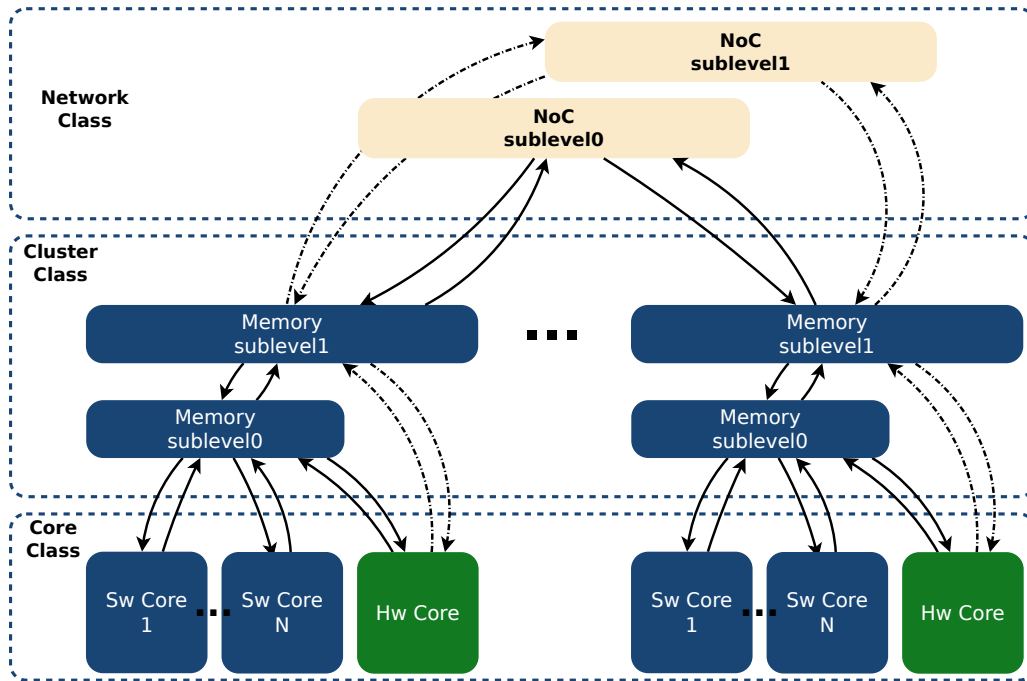 NoC
sublevel1
Network
Class
NoC
sublevel0
Cluster
Class
Memory
sublevel1
Memory
sublevel1
Memory
sublevel0
Memory
sublevel0
Core
Class
Sw Core
1
Sw Core
N
Hw Core
Sw Core
1
Sw Core
N
Hw Core